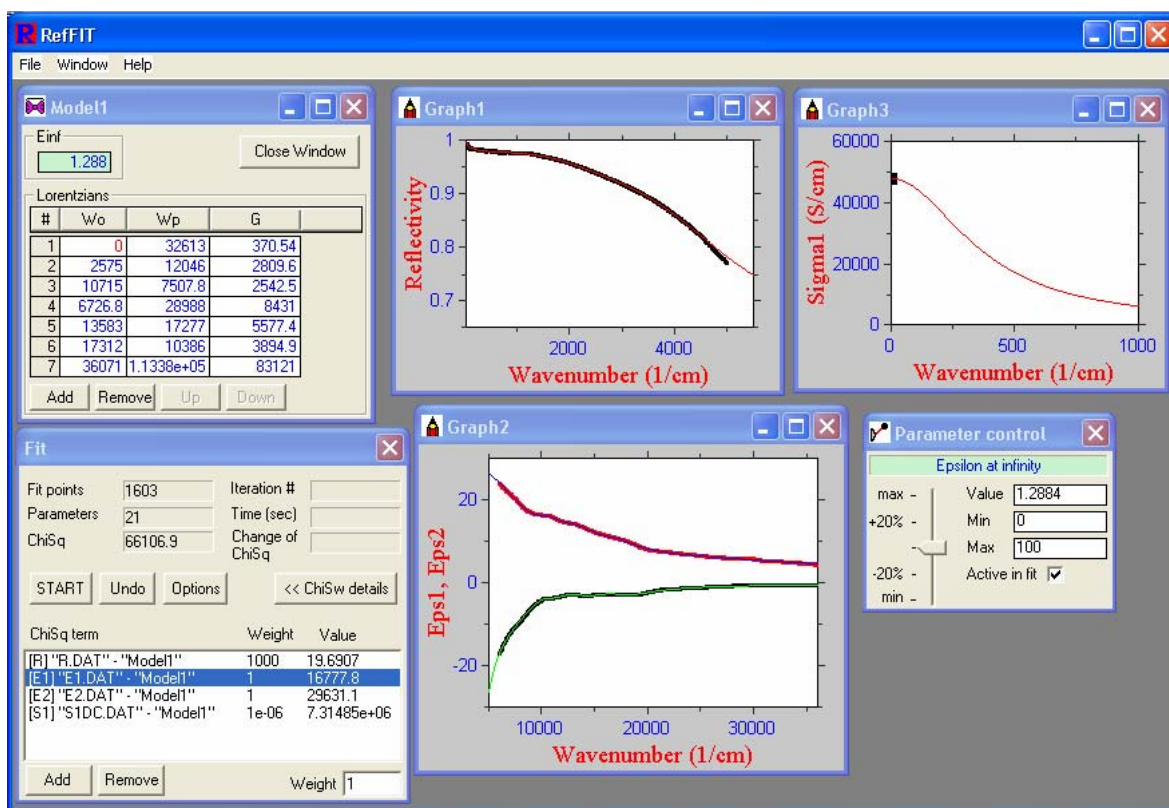 RefFIT
File Window Help
Model1
Einf
1.288
Close Window
Lorentzians
# Wo Wp G
1 0 32613 370.54
2 2575 12046 2809.6
3 10715 7507.8 2542.5
4 6726.8 28988 8431
5 13583 17277 5577.4
6 17312 10386 3894.9
7 36071 1.1338e+05 83121
Add Remove Up Down
Graph1
1
0.9
0.8
0.7
Reflectivity
2000 4000
Wavenumber (1/cm)
Graph3
60000
40000
20000
0
Sigma1 (S/cm)
0 500 1000
Wavenumber (1/cm)
Fit
Fit points 1603 Iteration #
Parameters 21 Time (sec)
ChiSq 66106.9 Change of
ChiSq
START Undo Options << ChiSw details
ChiSq term Weight Value
[R] "R.DAT" - "Model1" 1000 19.6907
[E1] "E1.DAT" - "Model1" 1 16777.8
[E2] "E2.DAT" - "Model1" 1 29631.1
[S1] "S1DC.DAT" - "Model1" 1e-06 7.31485e+06
Add Remove Weight 1
Graph2
20
0
-20
Eps1, Eps2
10000 20000 30000
Wavenumber (1/cm)
Parameter control
Epsilon at infinity
max - Value 1.2884
+20% - Min 0
- Max 100
-20% - Active in fit
min -